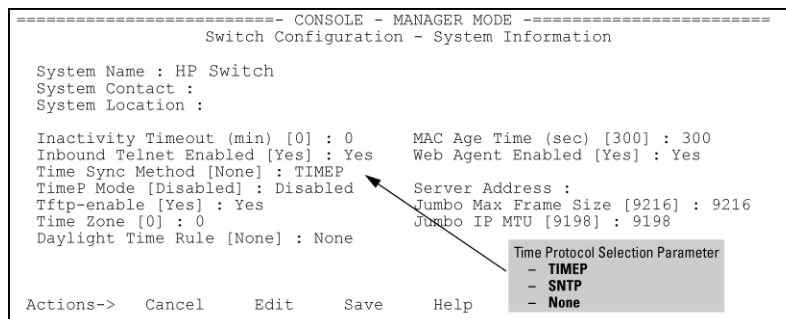 ==========================- CONSOLE - MANAGER MODE -=========================
Switch Configuration - System Information
System Name : HP Switch
System Contact :
System Location :
Inactivity Timeout (min) [0] : 0 MAC Age Time (sec) [300] : 300
Inbound Telnet Enabled [Yes] : Yes Web Agent Enabled [Yes] : Yes
Time Sync Method [None] : TIMEP
TimeP Mode [Disabled] : Disabled Server Address :
Tftp-enable [Yes] : Yes Jumbo Max Frame Size [9216] : 9216
Time Zone [0] : 0 Jumbo IP MTU [9198] : 9198
Daylight Time Rule [None] : None
Time Protocol Selection Parameter
– TIMEP
– SNTP
– None
Actions-> Cancel Edit Save Help